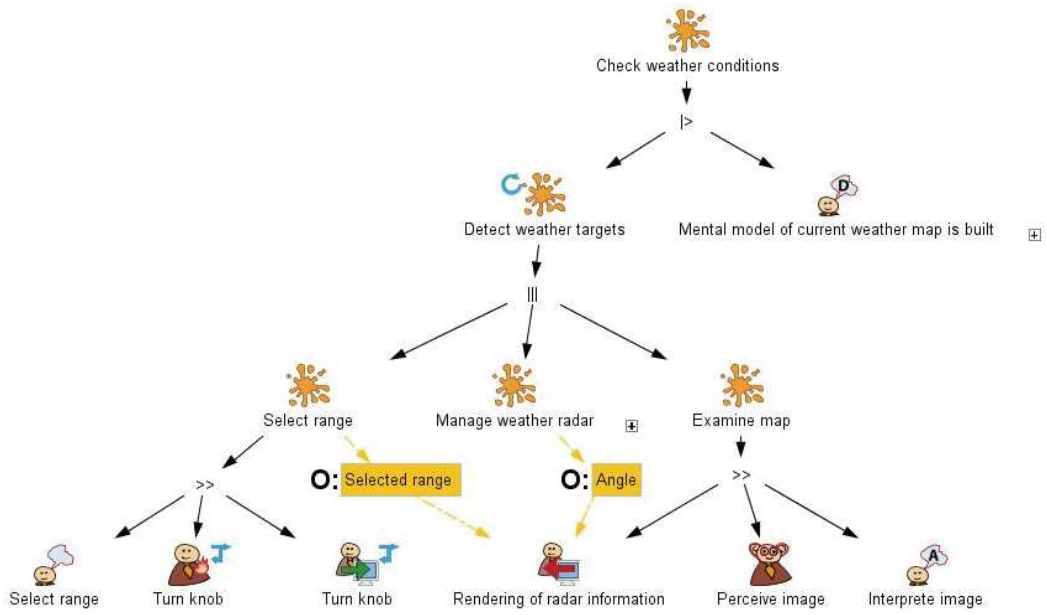 Check weather conditions
|>
D
Detect weather targets
Mental model of current weather map is built
|||
Select range
Manage weather radar
Examine map
>>
O: Selected range
O: Angle
>>
A
Select range
Turn knob
Turn knob
Rendering of radar information
Perceive image
Interprete image